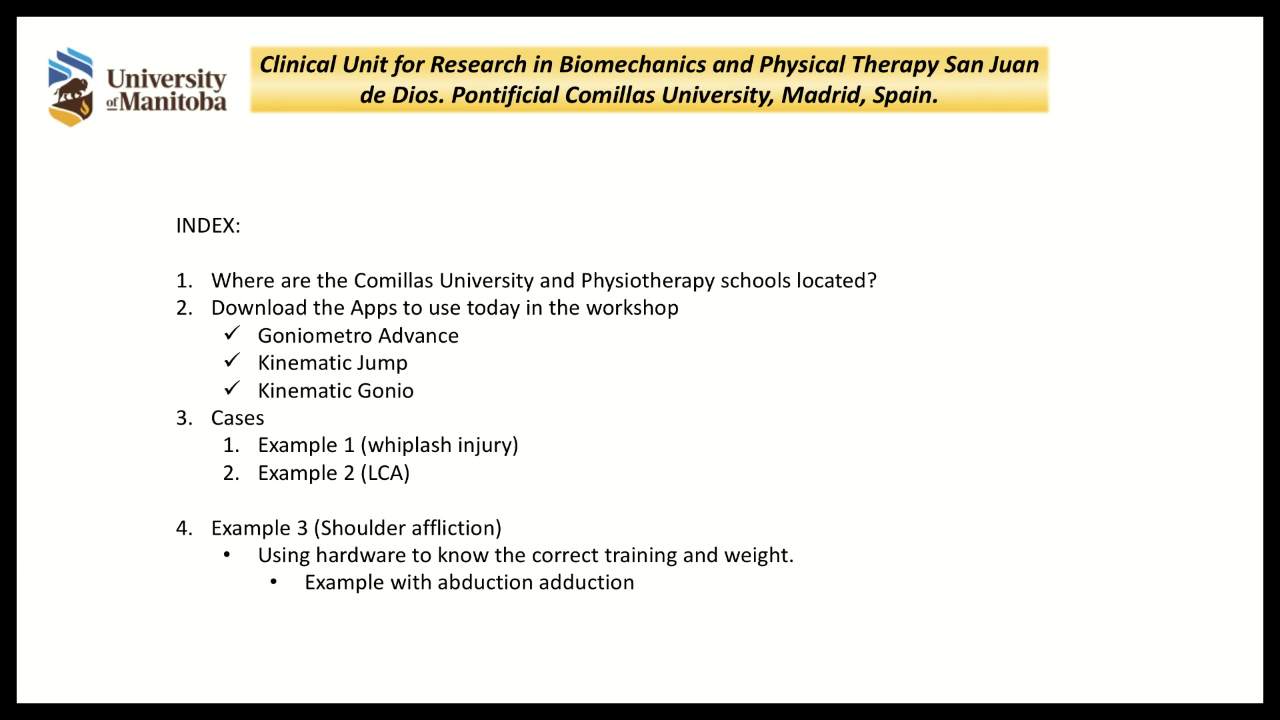 University
of Manitoba
Clinical Unit for Research in Biomechanics and Physical Therapy San Juan
de Dios. Pontificial Comillas University, Madrid, Spain.
INDEX:
1. Where are the Comillas University and Physiotherapy schools located?
2. Download the Apps to use today in the workshop
✓ Goniometro Advance
✓ Kinematic Jump
✓ Kinematic Gonio
3. Cases
1. Example 1 (whiplash injury)
2. Example 2 (LCA)
4. Example 3 (Shoulder affliction)
• Using hardware to know the correct training and weight.
• Example with abduction adduction